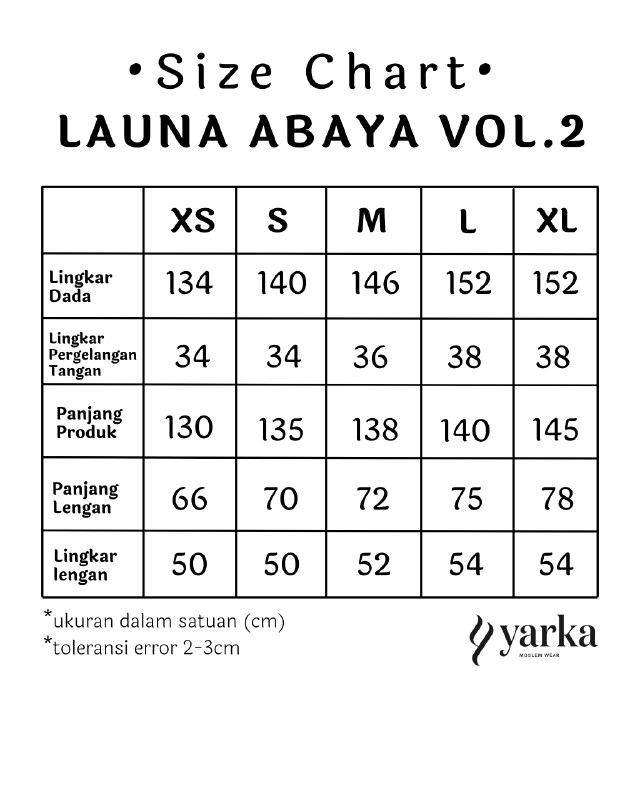 •Size Chart•
LAUNA ABAYA VOL.2
XS S M L XL
Lingkar Dada 134 140 146 152 152
Lingkar Pergelangan Tangan 34 34 36 38 38
Panjang Produk 130 135 138 140 145
Panjang Lengan 66 70 72 75 78
Lingkar lengan 50 50 52 54 54
*ukuran dalam satuan (cm)
*toleransi error 2-3cm
yarka
MOSLEM WEAR